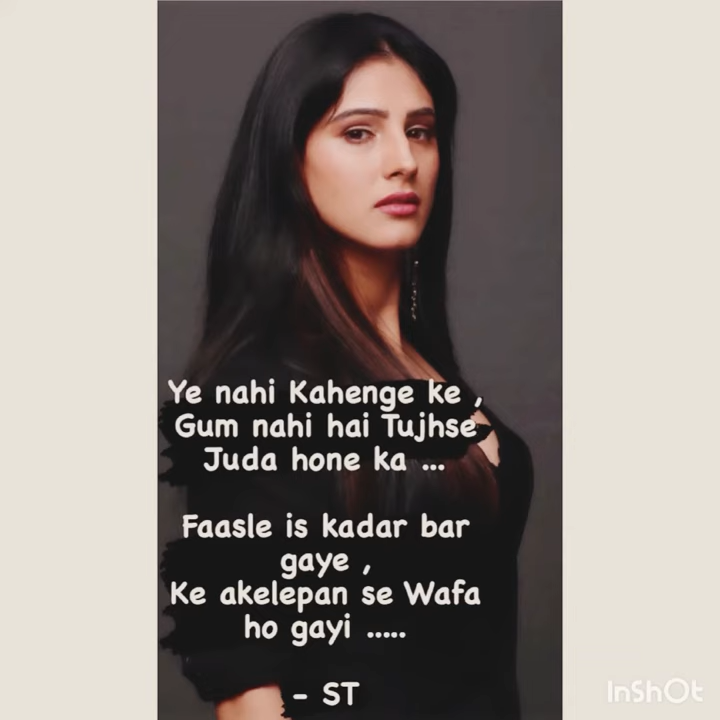 Ye nahi Kahenge ke ,
Gum nahi hai Tujhse
Juda hone ka ...
Faasle is kadar bar
gaye ,
Ke akelepan se Wafa
ho gayi .....
- ST
InShOt